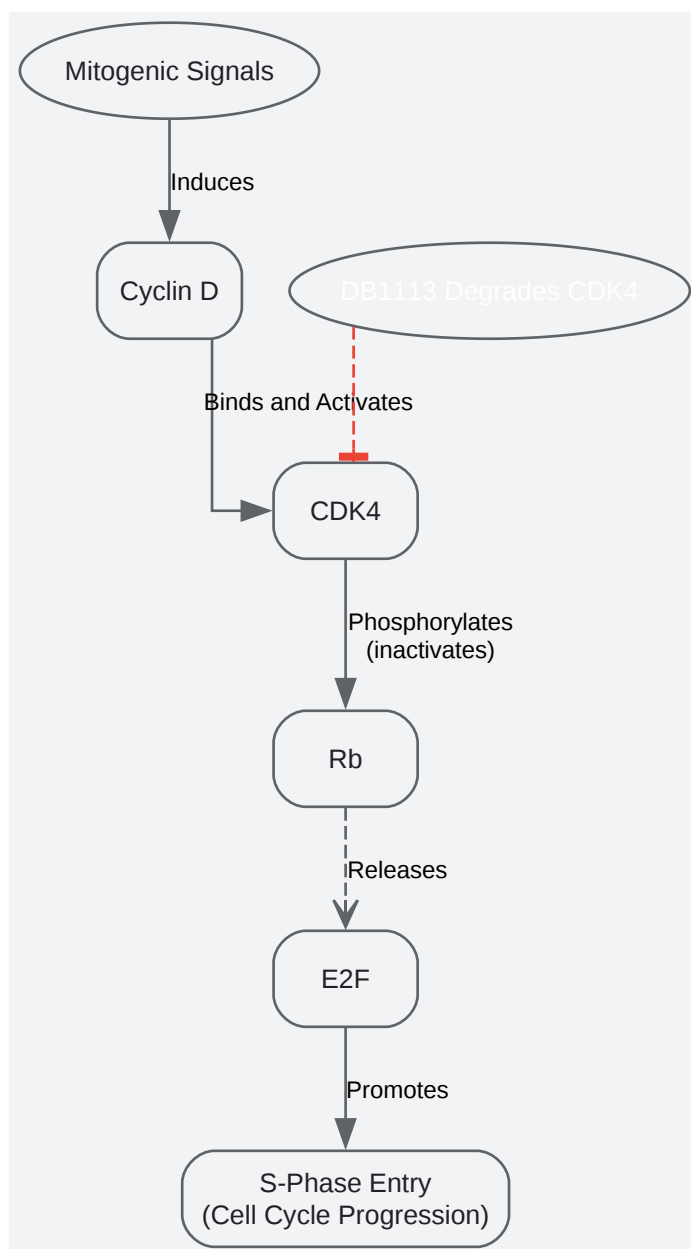 Mitogenic Signals
Induces
Cyclin D
DB1113 Degrades CDK4
Binds and Activates
CDK4
Phosphorylates
(inactivates)
Rb
Releases
E2F
Promotes
S-Phase Entry
(Cell Cycle Progression)